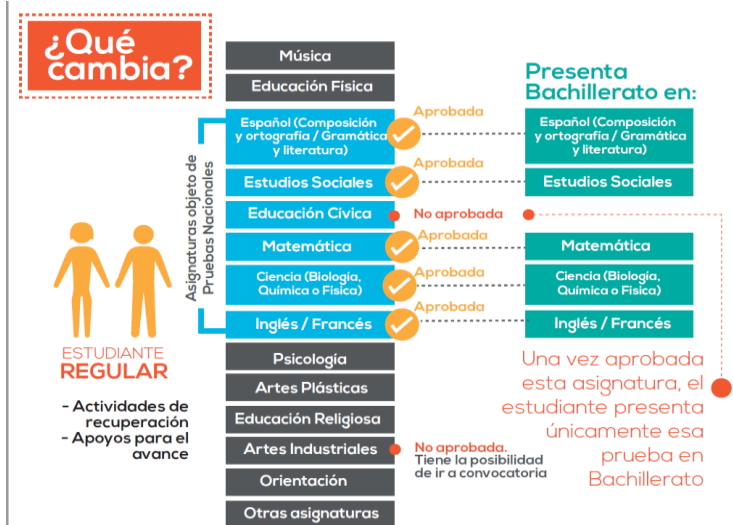 ¿Qué
cambia?
Música
Educación Física
Asignaturas objeto de
Pruebas Nacionales
Español (Composición
y ortografía / Gramática
y literatura)
Aprobada
Estudios Sociales
Aprobada
Educación Cívica
No aprobada
Matemática
Aprobada
Ciencia (Biología,
Química o Física)
Aprobada
Inglés / Francés
Aprobada
Psicología
Artes Plásticas
Educación Religiosa
Artes Industriales
No aprobada.
Tiene la posibilidad
de ir a convocatoria
Orientación
Otras asignaturas
ESTUDIANTE
REGULAR
- Actividades de
recuperación
- Apoyos para el
avance
Presenta
Bachillerato en:
Español (Composición
y ortografía / Gramática
y literatura)
Estudios Sociales
Matemática
Ciencia (Biología,
Química o Física)
Inglés / Francés
Una vez aprobada
esta asignatura, el
estudiante presenta
únicamente esa
prueba en
Bachillerato